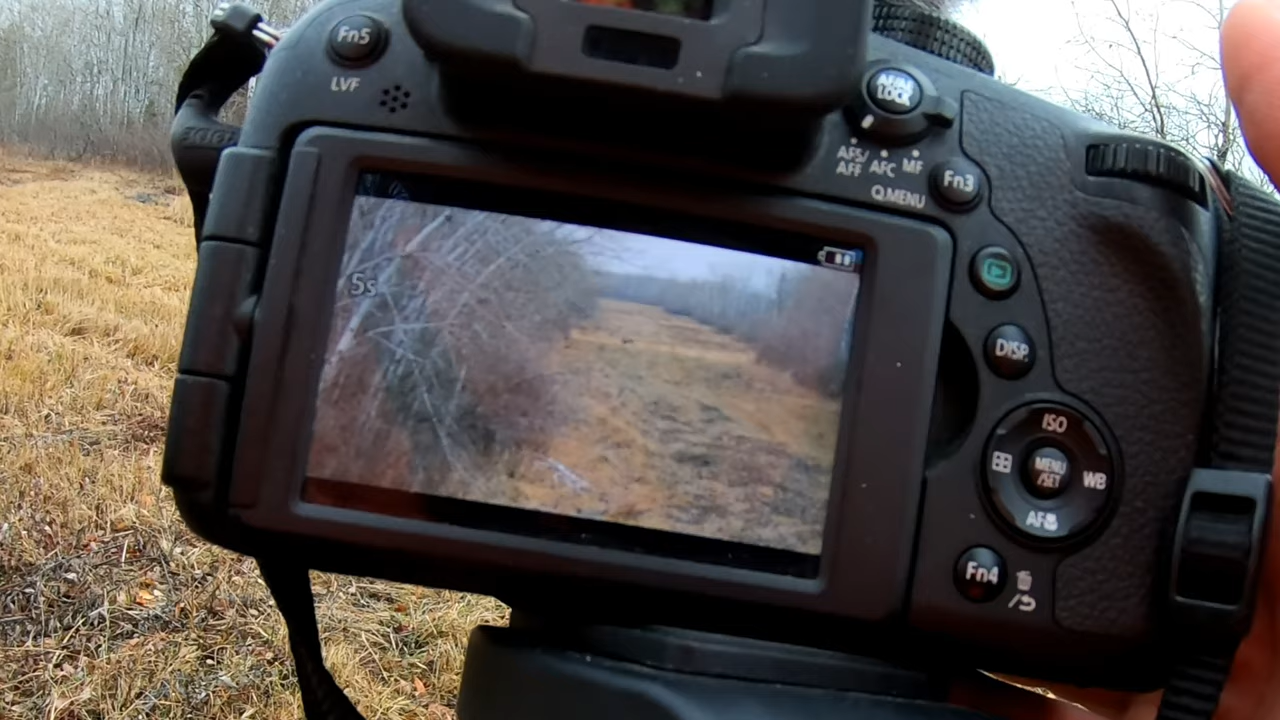 Fn5
LVF
AF/AE
LOCK
AFS/
AFF
AFC
MF
Q.MENU
Fn3
5s
DISP.
ISO
MENU
/SET
WB
AF
Fn4